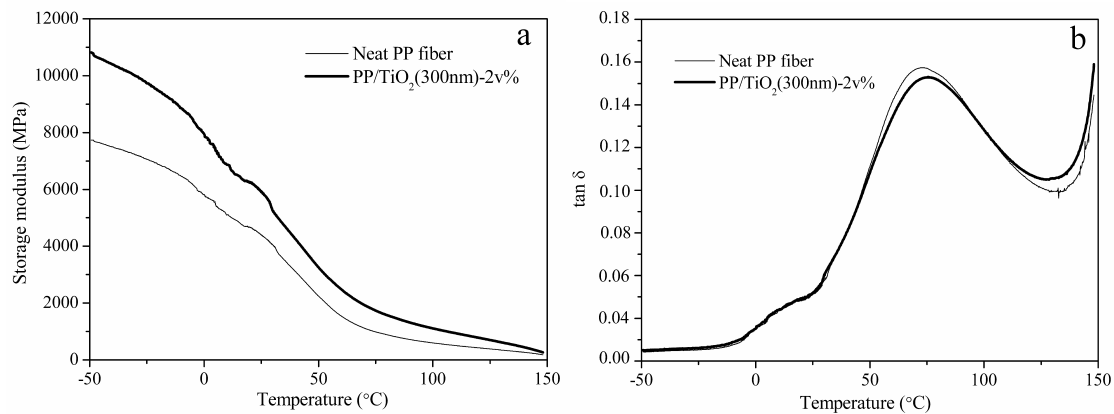 a
Neat PP fiber
PP/TiO2(300nm)-2v%
12000
10000
8000
6000
4000
2000
0
Storage modulus (MPa)
-50
0
50
100
150
Temperature (°C)
b
Neat PP fiber
PP/TiO2(300nm)-2v%
0.18
0.16
0.14
0.12
0.10
0.08
0.06
0.04
0.02
0.00
tan δ
-50
0
50
100
150
Temperature (°C)